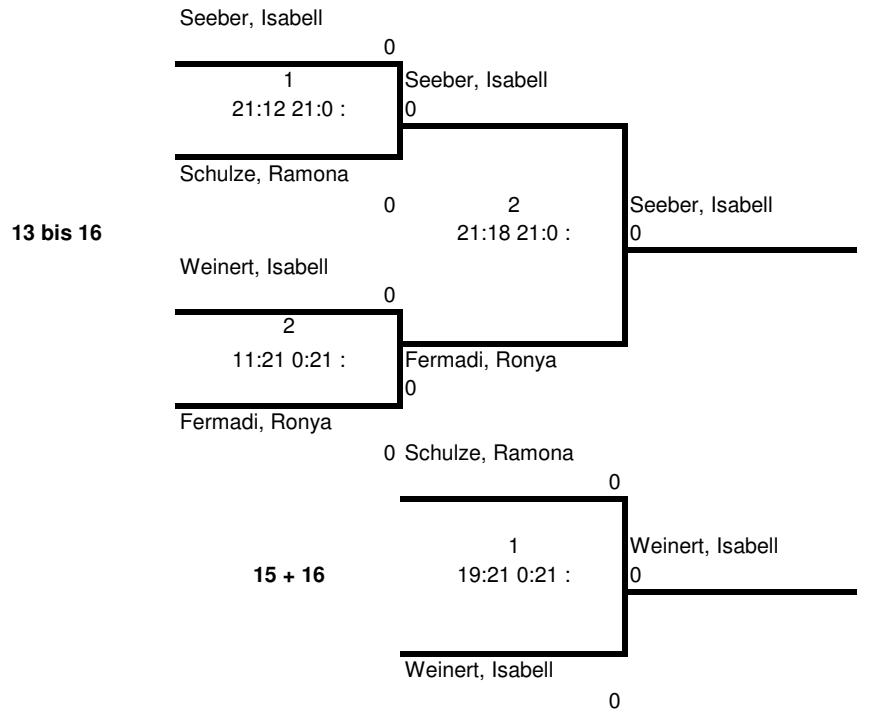 Seeber, Isabell
0
1
Seeber, Isabell
21:12 21:0 :
0
Schulze, Ramona
0
2
Seeber, Isabell
13 bis 16
21:18 21:0 :
0
Weinert, Isabell
0
2
11:21 0:21 :
Fermadi, Ronya
0
Fermadi, Ronya
0
Schulze, Ramona
0
1
Weinert, Isabell
15 + 16
19:21 0:21 :
0
Weinert, Isabell
0